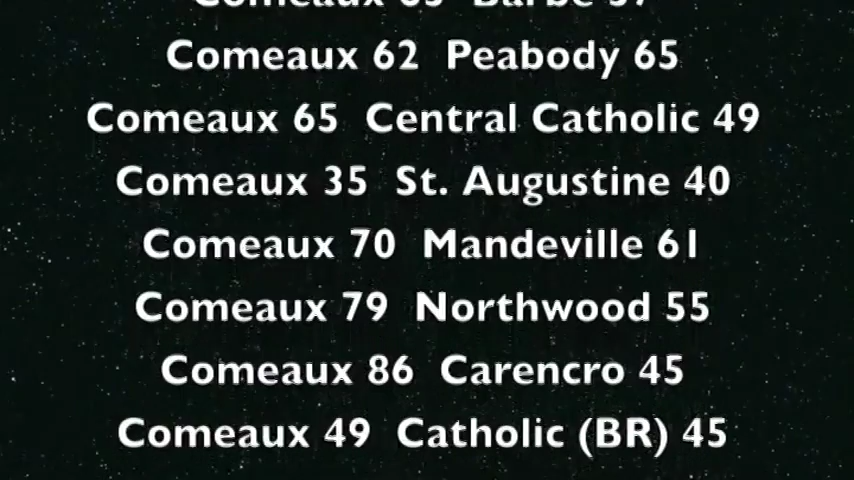 Comeaux 62 Peabody 65
Comeaux 65 Central Catholic 49
Comeaux 35 St. Augustine 40
Comeaux 70 Mandeville 61
Comeaux 79 Northwood 55
Comeaux 86 Carencro 45
Comeaux 49 Catholic (BR) 45